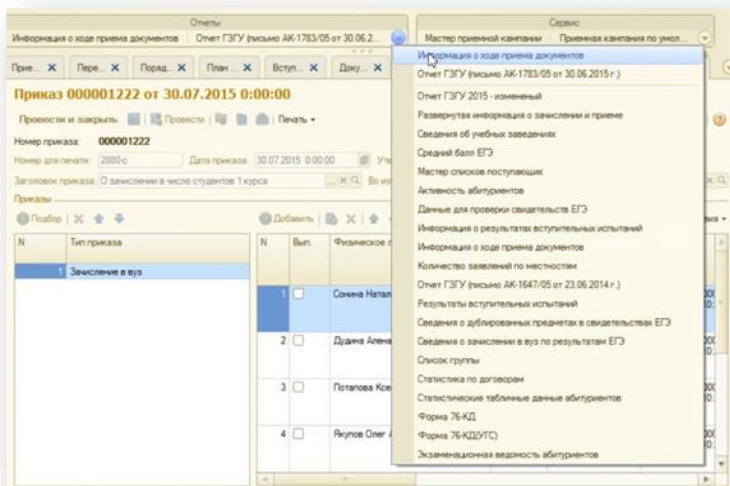 Отчеты
Сервис
Информация о ходе приема документов Отчет ГЗГУ (письмо АК-1783/05 от 30.06.2...
Мастер приемной кампании Приемная кампания по умол...
Прие... Пере... Поряд... План ... Вступ... Доку...
Приказ 000001222 от 30.07.2015 0:00:00
Провести и закрыть Провести Печать
Номер приказа: 000001222
Номер для печати: 2880-с Дата приказа: 30.07.2015 0:00:00
Заголовок приказа: О зачислении в число студентов 1 курса ... Во из
Приказы
Подбор Добавить
N Тип приказа
1 Зачисление в вуз
N Вып. Физическое л
1 Сонина Натал
2 Дудина Алена
3 Потапова Ксе
4 Якупов Олег А
Информация о ходе приема документов
Отчет ГЗГУ (письмо АК-1783/05 от 30.06.2015 г.)
Отчет ГЗГУ 2015 - измененый
Развернутая информация о зачислении и приеме
Сведения об учебных заведениях
Средний балл ЕГЭ
Мастер списков поступающих
Активность абитуриентов
Данные для проверки свидетельств ЕГЭ
Информация о результатах вступительных испытаний
Информация о ходе приема документов
Количество заявлений по местностям
Отчет ГЗГУ (письмо АК-1647/05 от 23.06.2014 г.)
Результаты вступительных испытаний
Сведения о дублированных предметах в свидетельствах ЕГЭ
Сведения о зачислении в вуз по результатам ЕГЭ
Список группы
Статистика по договорам
Статистические табличные данные абитуриентов
Форма 76-КД
Форма 76-КД(УГС)
Экзаменационная ведомость абитуриентов